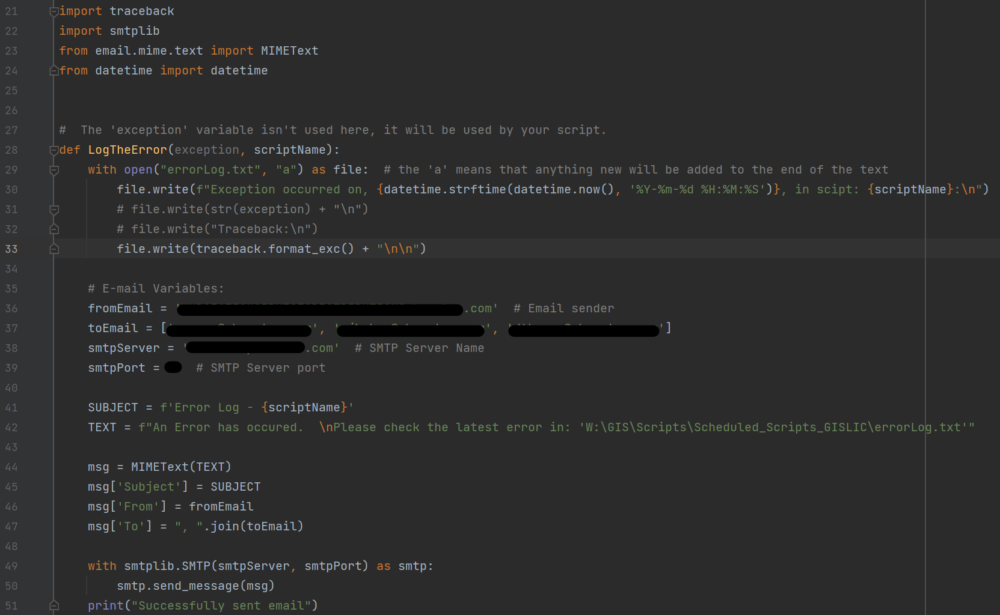 21 import traceback
22 import smtplib
23 from email.mime.text import MIMEText
24 from datetime import datetime
25
26
27 #  The 'exception' variable isn't used here, it will be used by your script.
28 def LogTheError(exception, scriptName):
29     with open("errorLog.txt", "a") as file:  # the 'a' means that anything new will be added to the end of the text
30         file.write(f"Exception occurred on, {datetime.strftime(datetime.now(), '%Y-%m-%d %H:%M:%S')}, in scipt: {scriptName}:\n")
31         # file.write(str(exception) + "\n")
32         # file.write("Traceback:\n")
33         file.write(traceback.format_exc() + "\n\n")
34
35     # E-mail Variables:
36     fromEmail = '.com'  # Email sender
37     toEmail = ['', '', '']
38     smtpServer = '.com'  # SMTP Server Name
39     smtpPort =   # SMTP Server port
40
41     SUBJECT = f'Error Log - {scriptName}'
42     TEXT = f"An Error has occured.  \nPlease check the latest error in: 'W:\GIS\Scripts\Scheduled_Scripts_GISLIC\errorLog.txt'"
43
44     msg = MIMEText(TEXT)
45     msg['Subject'] = SUBJECT
46     msg['From'] = fromEmail
47     msg['To'] = ", ".join(toEmail)
48
49     with smtplib.SMTP(smtpServer, smtpPort) as smtp:
50         smtp.send_message(msg)
51     print("Successfully sent email")